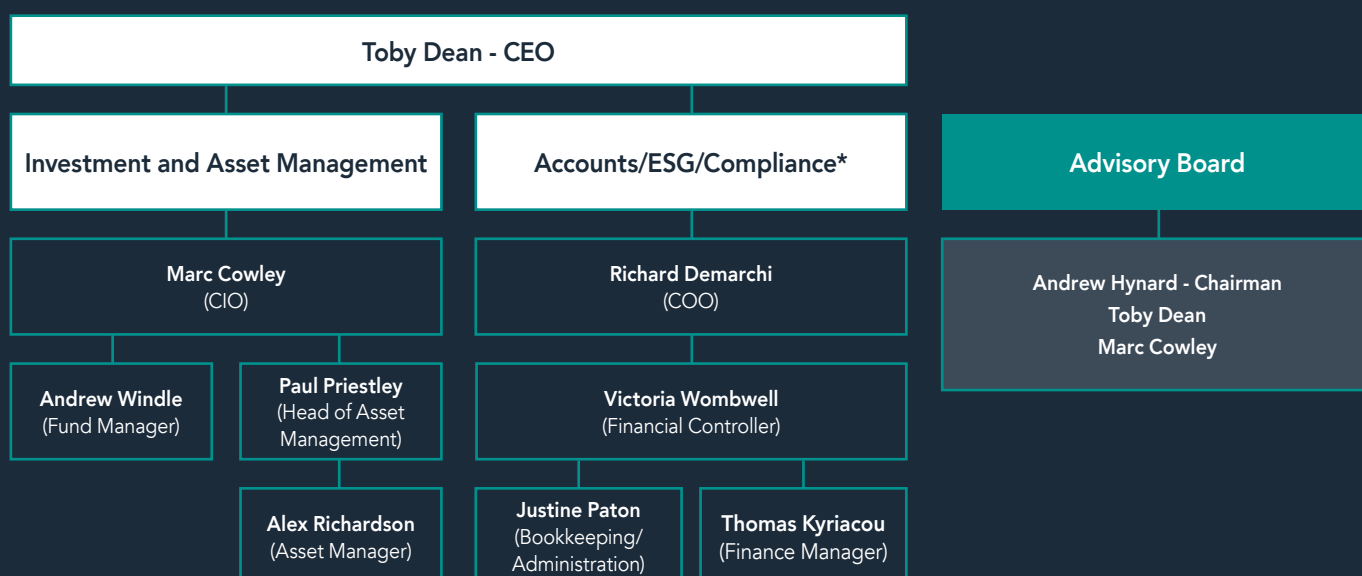 Toby Dean - CEO
Investment and Asset Management
Accounts/ESG/Compliance*
Advisory Board
Marc Cowley
(CIO)
Richard Demarchi
(COO)
Andrew Hynard - Chairman
Toby Dean
Marc Cowley
Andrew Windle
(Fund Manager)
Paul Priestley
(Head of Asset
Management)
Victoria Wombwell
(Financial Controller)
Alex Richardson
(Asset Manager)
Justine Paton
(Bookkeeping/
Administration)
Thomas Kyriacou
(Finance Manager)